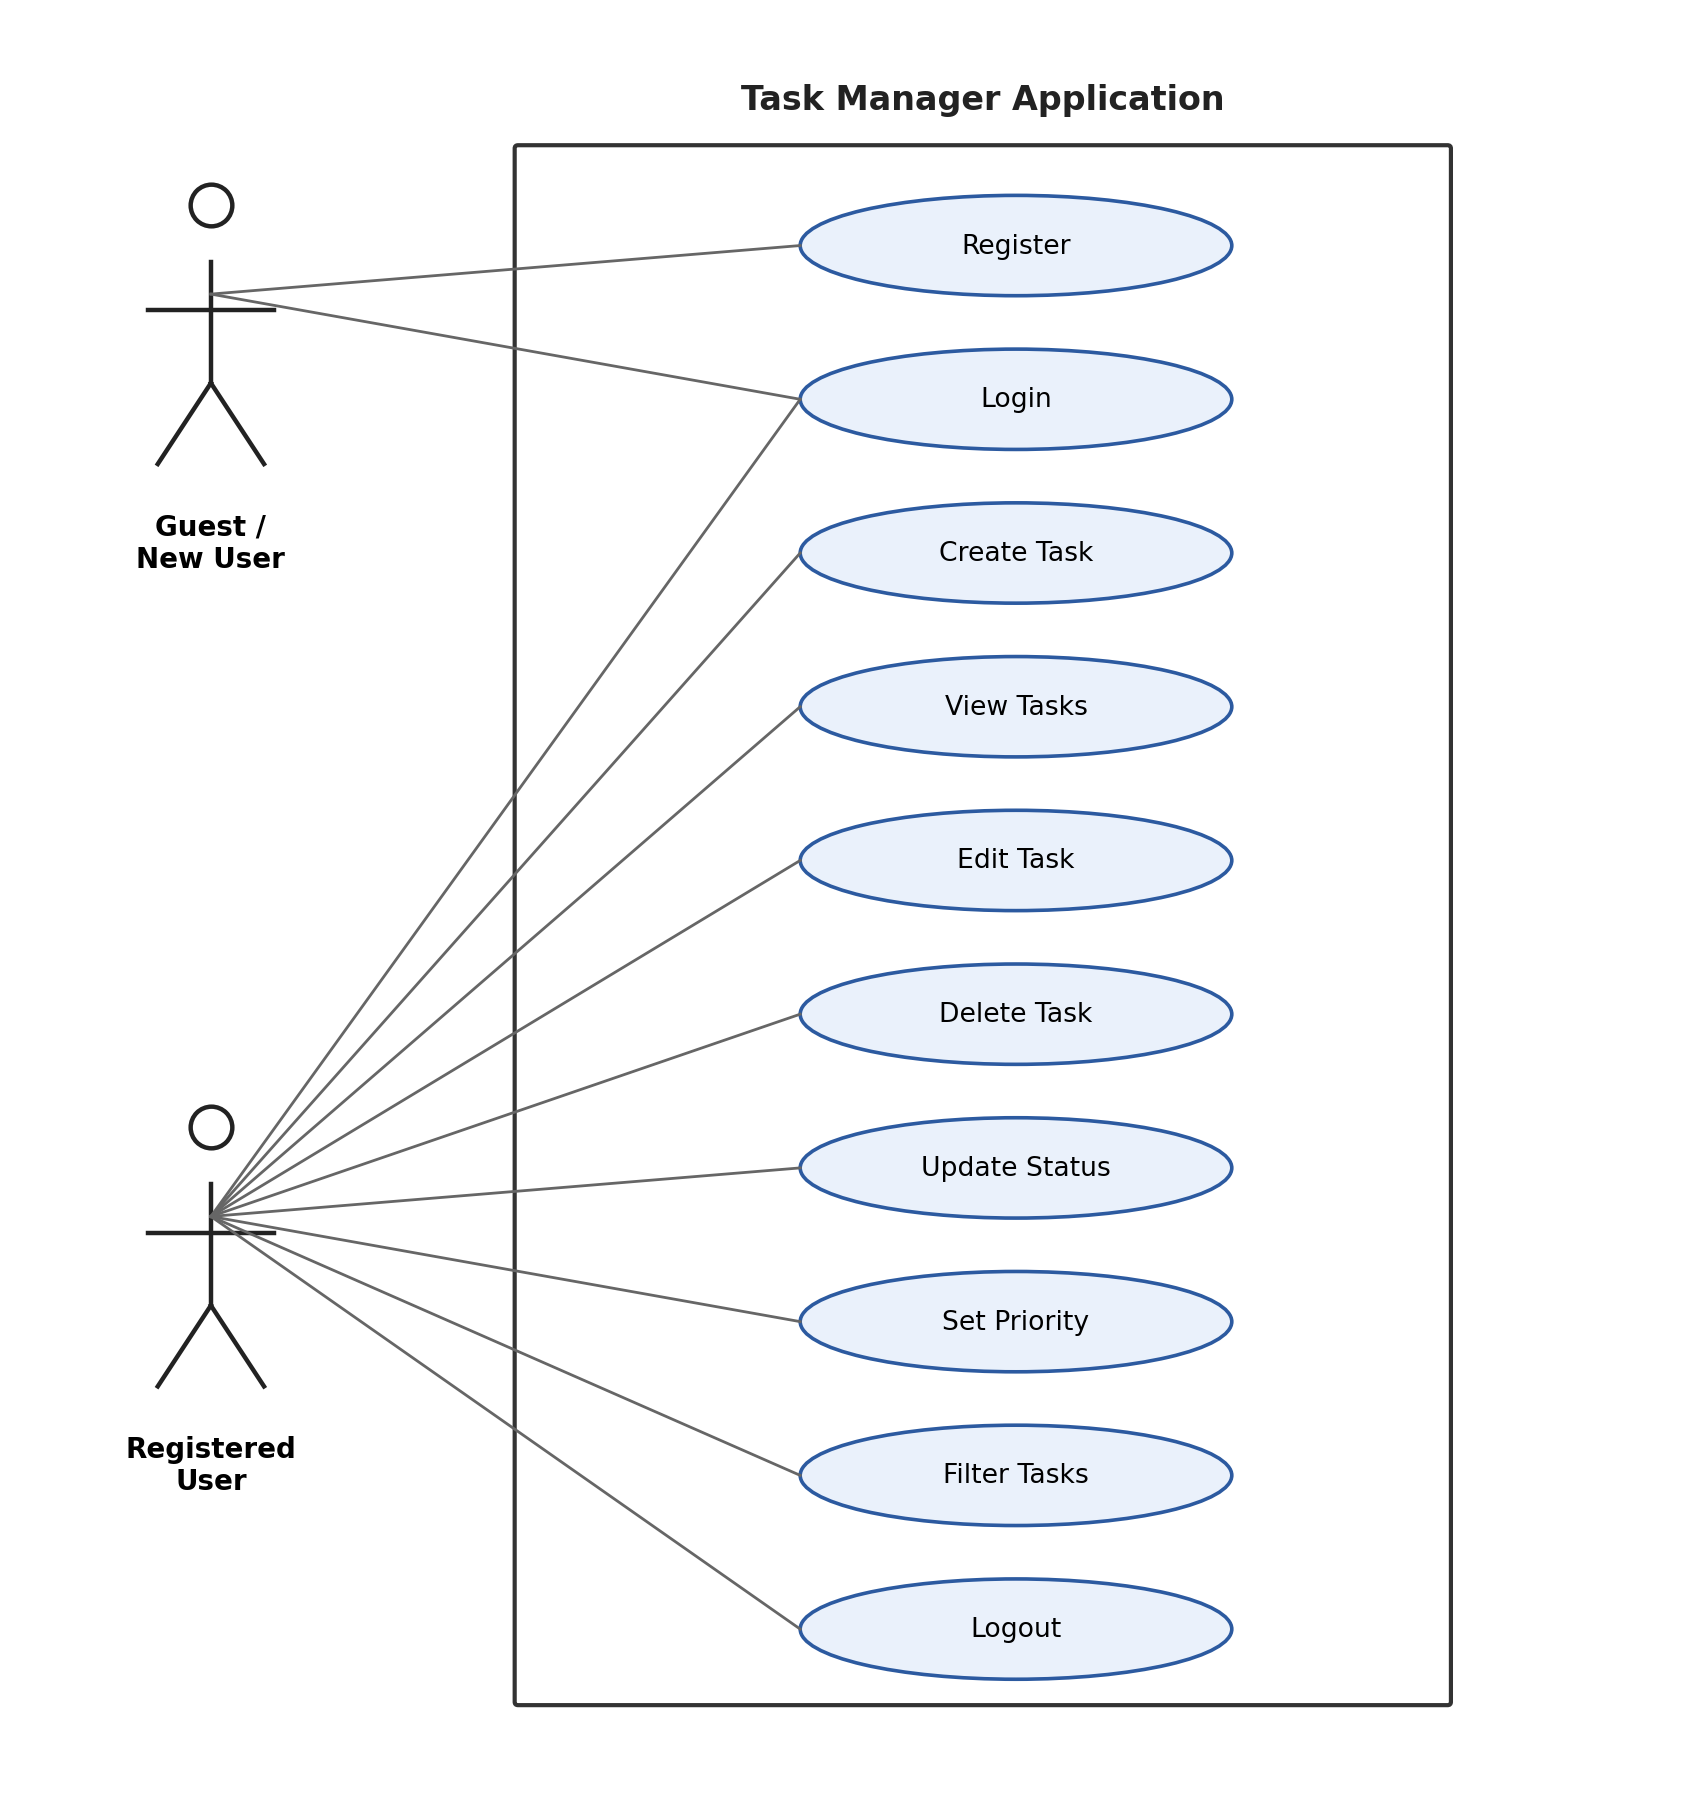 Task Manager Application
Register
Login
Guest /
New User
Create Task
View Tasks
Edit Task
Delete Task
Update Status
Set Priority
Registered
User
Filter Tasks
Logout